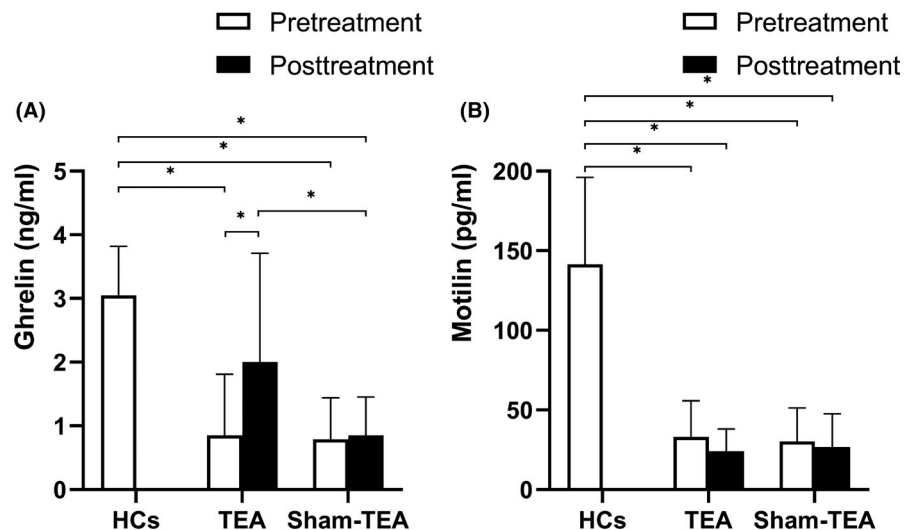 Pretreatment
Posttreatment
(A)
* * * * *
Ghrelin (ng/ml)
5
4
3
2
1
0
HCs TEA Sham-TEA
Pretreatment
Posttreatment
(B)
* * * *
Motilin (pg/ml)
200
150
100
50
0
HCs TEA Sham-TEA